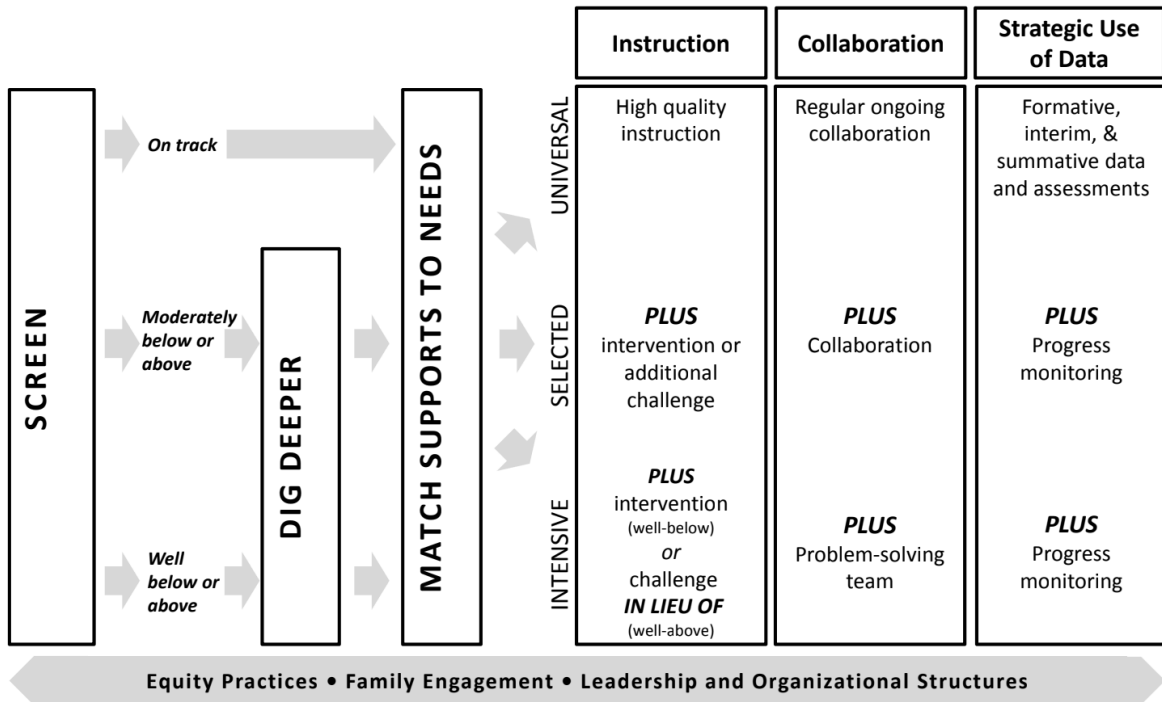 Instruction
Collaboration
Strategic Use
of Data
SCREEN
On track
Moderately
below or
above
Well
below or
above
DIG DEEPER
MATCH SUPPORTS TO NEEDS
UNIVERSAL
High quality
instruction
Regular ongoing
collaboration
Formative,
interim, &
summative data
and assessments
SELECTED
PLUS
intervention or
additional
challenge
PLUS
Collaboration
PLUS
Progress
monitoring
INTENSIVE
PLUS
intervention
(well-below)
or
challenge
IN LIEU OF
(well-above)
PLUS
Problem-solving
team
PLUS
Progress
monitoring
Equity Practices • Family Engagement • Leadership and Organizational Structures